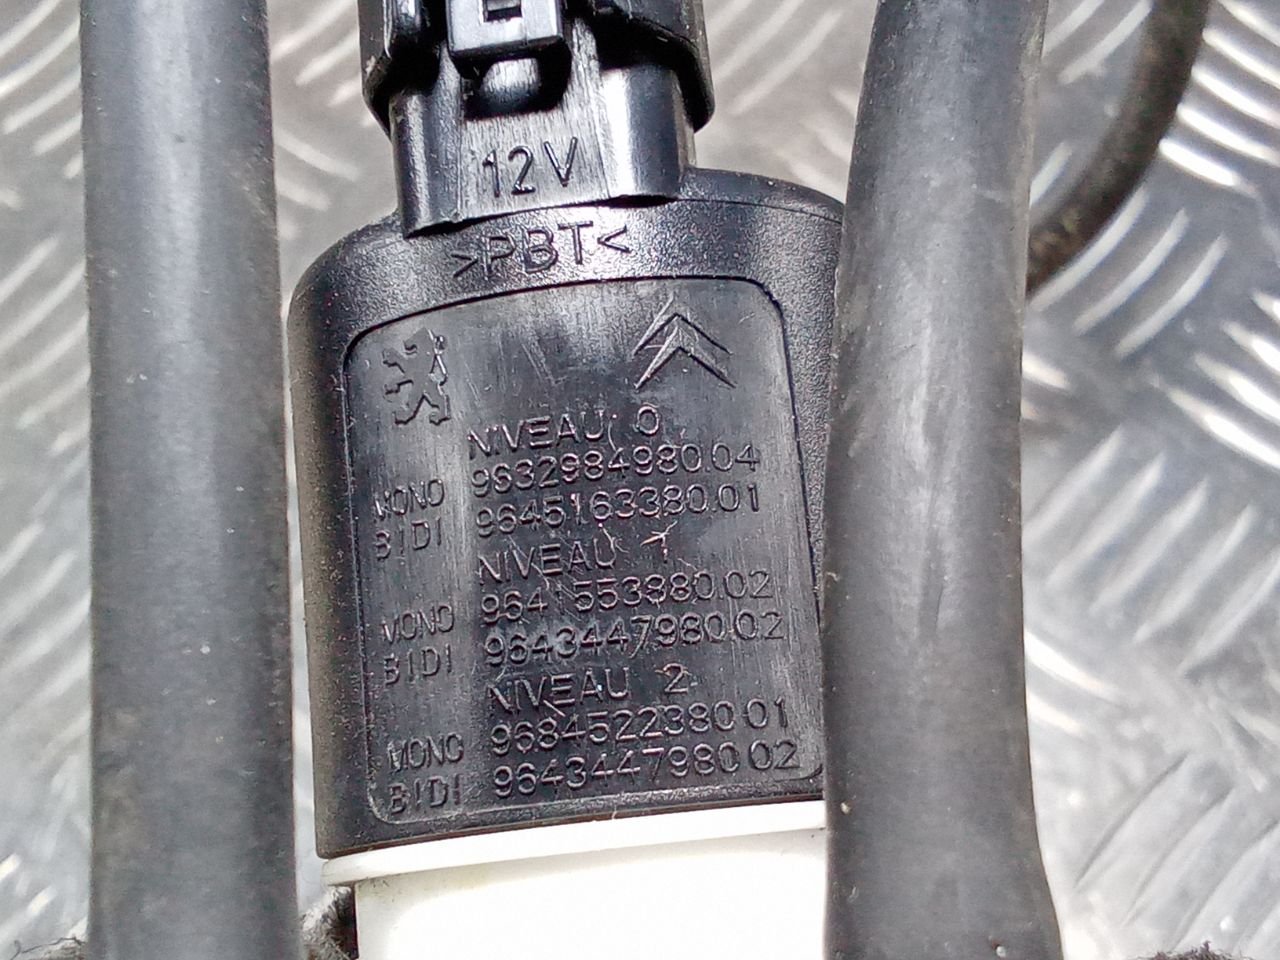 12V
>PBT<
NIVEAU 0
MONO 9632984980.04
BIDI 9645163380.01
NIVEAU 1
MONO 9641553880.02
BIDI 9643447980.02
NIVEAU 2
MONO 9684522380 01
BIDI 9643447980 02